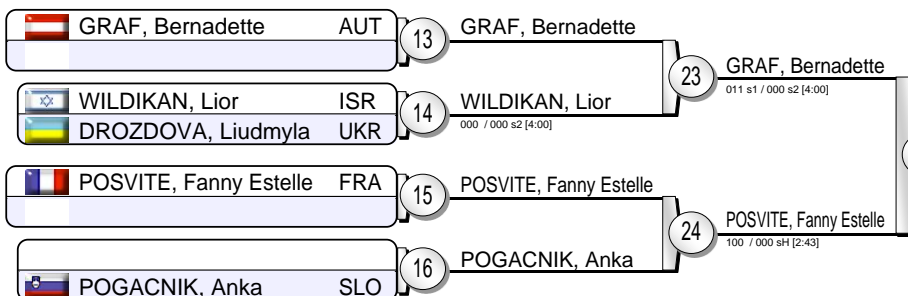 GRAF, Bernadette AUT
13
GRAF, Bernadette
WILDIKAN, Lior ISR
DROZDOVA, Liudmyla UKR
14
WILDIKAN, Lior
000 / 000 s2 [4:00]
23
GRAF, Bernadette
011 s1 / 000 s2 [4:00]
POSVITE, Fanny Estelle FRA
15
POSVITE, Fanny Estelle
POGACNIK, Anka SLO
16
POGACNIK, Anka
24
POSVITE, Fanny Estelle
100 / 000 sH [2:43]